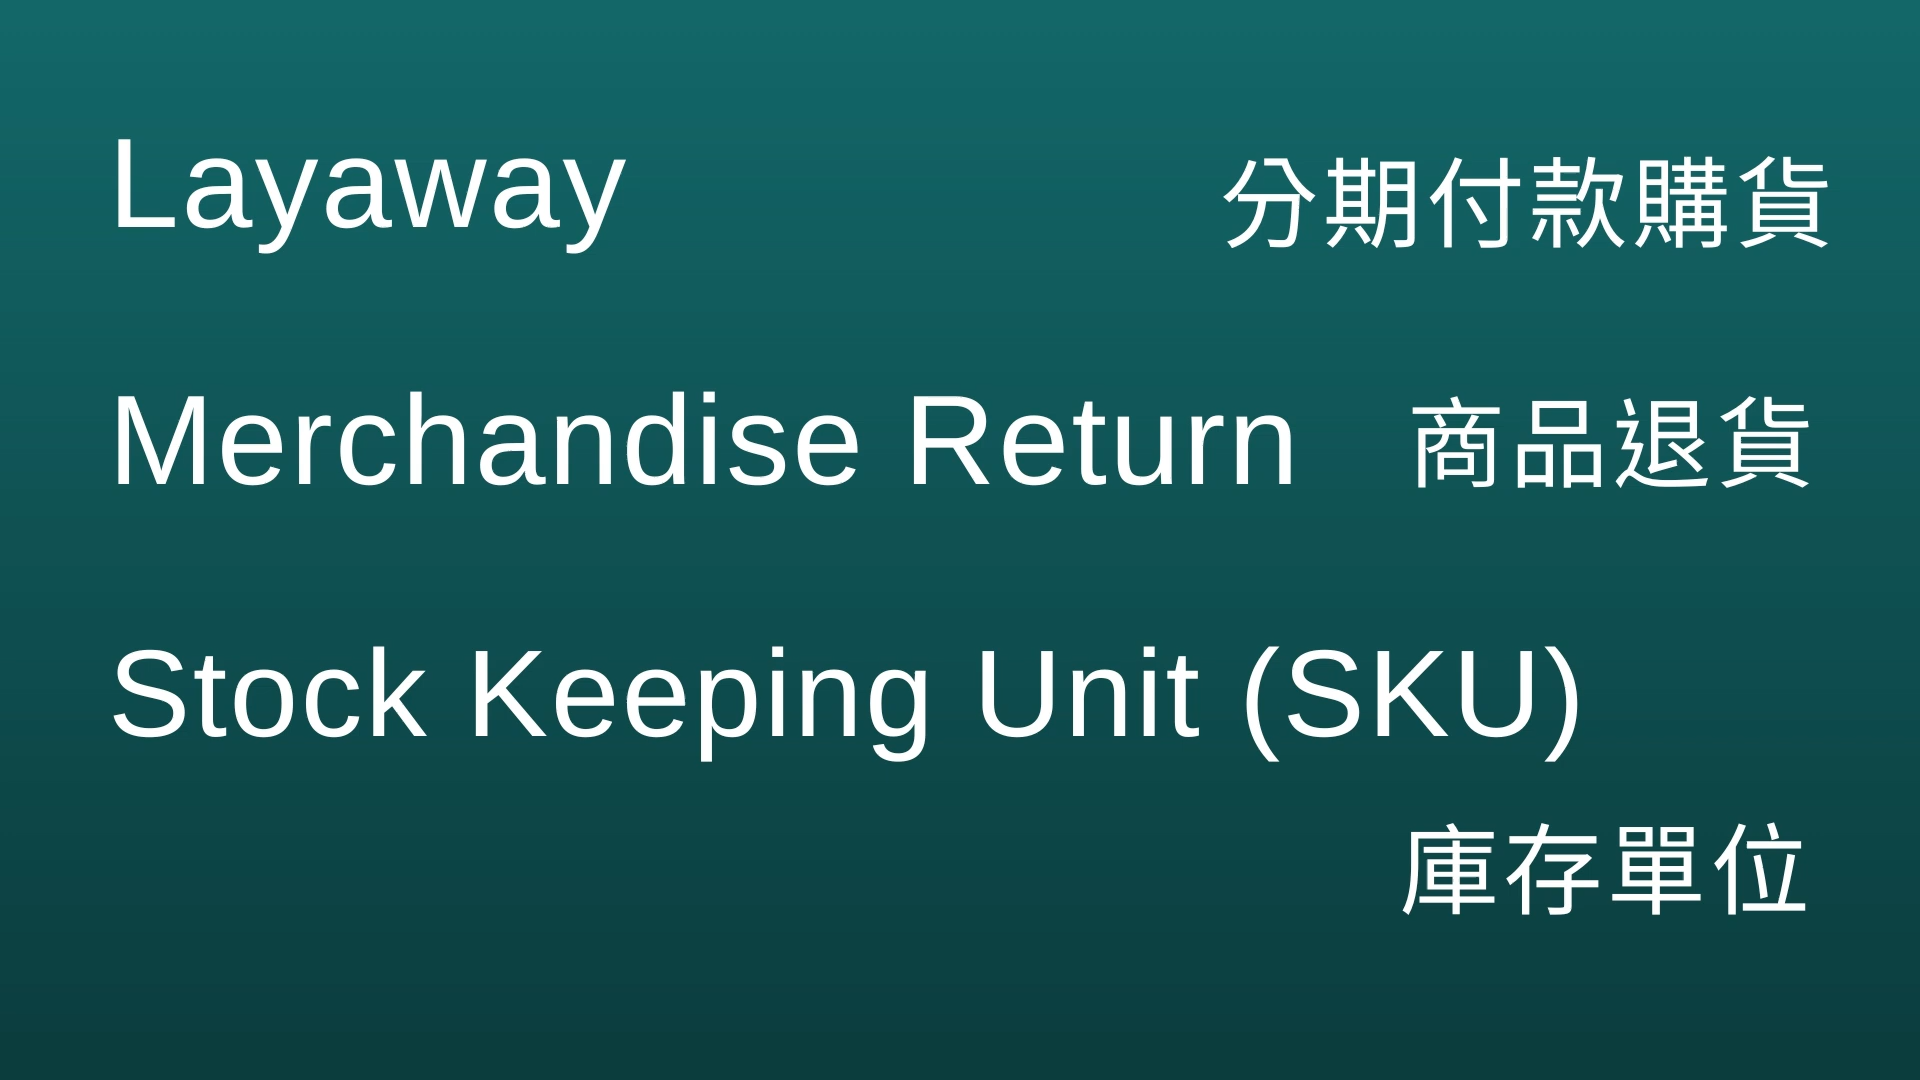 Layaway 分期付款購貨
Merchandise Return 商品退貨
Stock Keeping Unit (SKU)
庫存單位